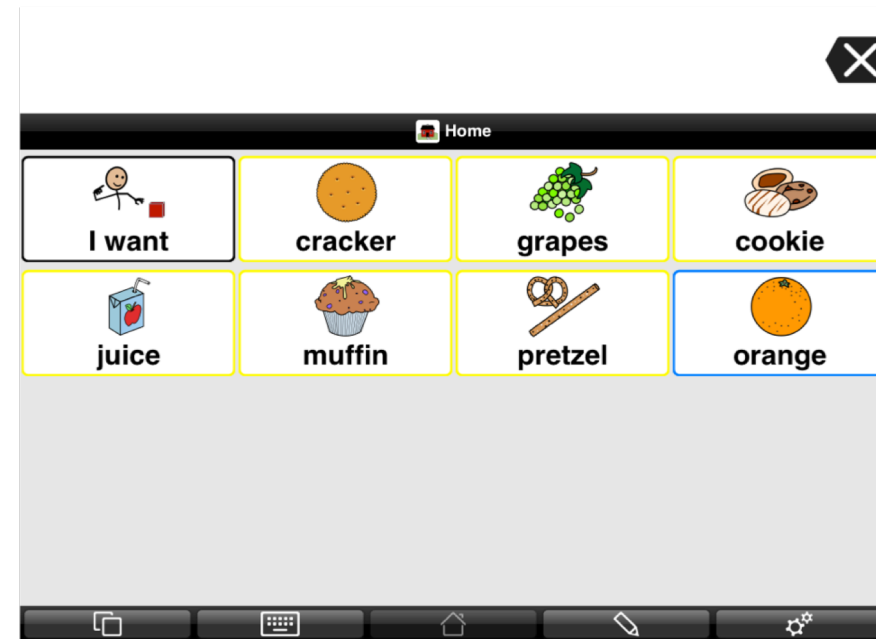 Home
I want
cracker
grapes
cookie
juice
muffin
pretzel
orange